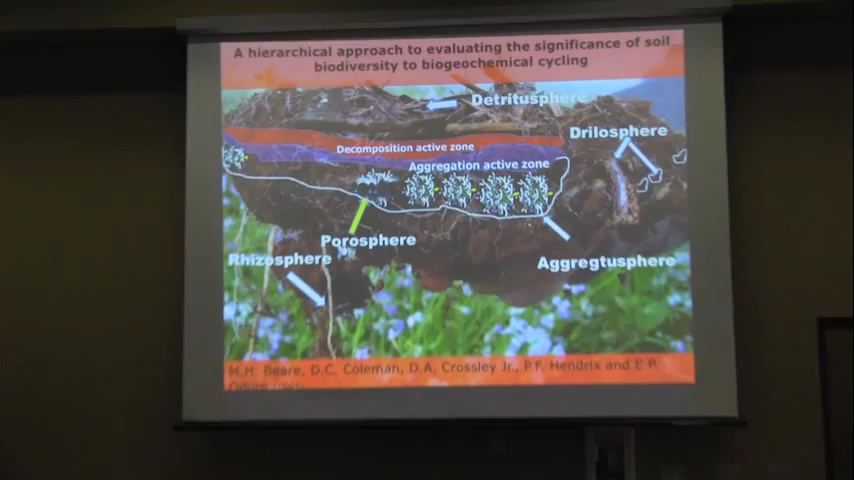 A hierarchical approach to evaluating the significance of soil
biodiversity to biogeochemical cycling
Detritusphere
Drilosphere
Decomposition active zone
Aggregation active zone
Porosphere
Rhizosphere
Aggregtusphere
M.H. Beare, D.C. Coleman, D.A. Crossley Jr., P.F. Hendrix and E.P.